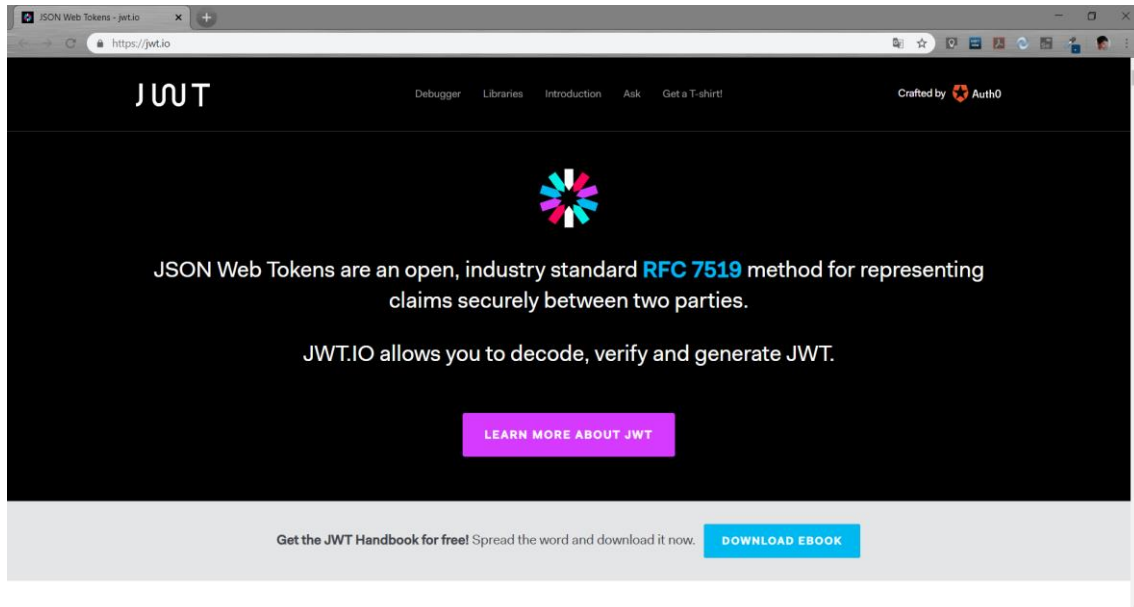 JSON Web Tokens - jwt.io
https://jwt.io
JWT
Debugger Libraries Introduction Ask Get a T-shirt!
Crafted by Auth0
JSON Web Tokens are an open, industry standard RFC 7519 method for representing
claims securely between two parties.
JWT.IO allows you to decode, verify and generate JWT.
LEARN MORE ABOUT JWT
Get the JWT Handbook for free! Spread the word and download it now.
DOWNLOAD EBOOK